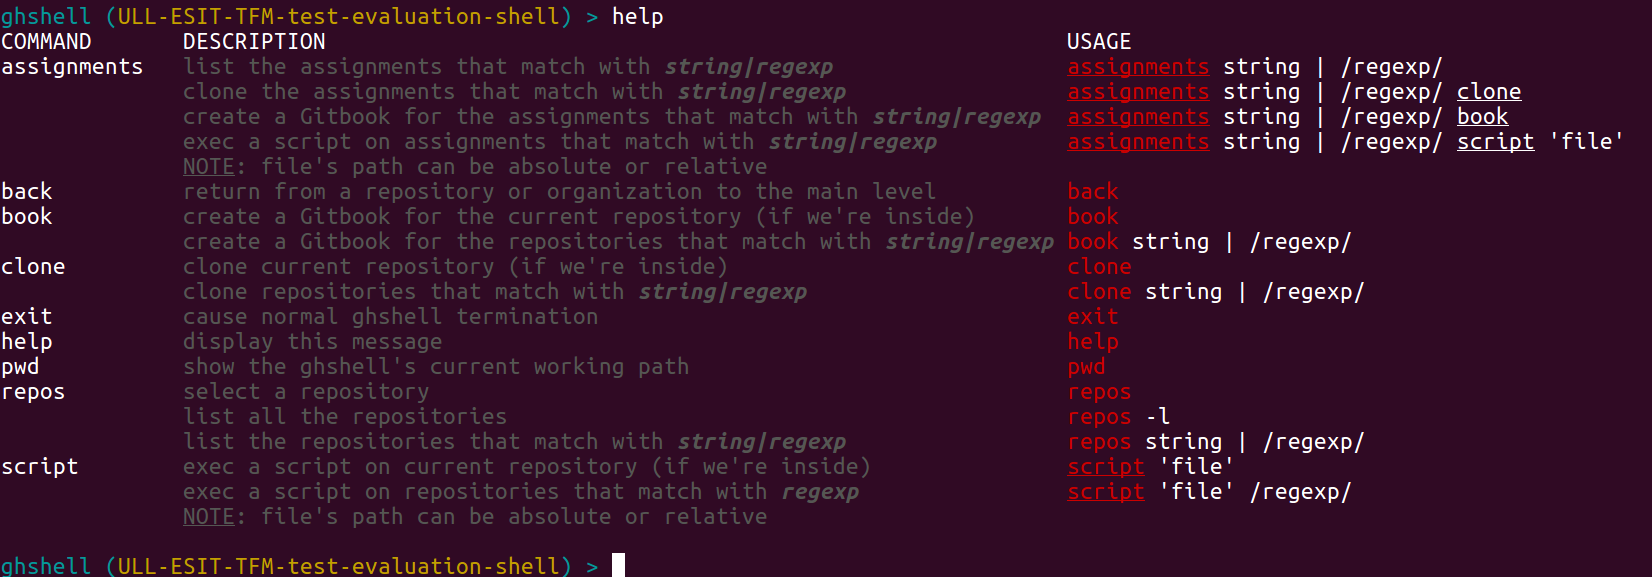 ghshell (ULL-ESIT-TFM-test-evaluation-shell) > help
COMMAND DESCRIPTION USAGE
assignments list the assignments that match with string|regexp assignments string | /regexp/
clone the assignments that match with string|regexp assignments string | /regexp/ clone
create a Gitbook for the assignments that match with string|regexp assignments string | /regexp/ book
exec a script on assignments that match with string|regexp assignments string | /regexp/ script 'file'
NOTE: file's path can be absolute or relative
back return from a repository or organization to the main level back
book create a Gitbook for the current repository (if we're inside) book
create a Gitbook for the repositories that match with string|regexp book string | /regexp/
clone clone current repository (if we're inside) clone
clone repositories that match with string|regexp clone string | /regexp/
exit cause normal ghshell termination exit
help display this message help
pwd show the ghshell's current working path pwd
repos select a repository repos
list all the repositories repos -l
list the repositories that match with string|regexp repos string | /regexp/
script exec a script on current repository (if we're inside) script 'file'
exec a script on repositories that match with regexp script 'file' /regexp/
NOTE: file's path can be absolute or relative
ghshell (ULL-ESIT-TFM-test-evaluation-shell) >